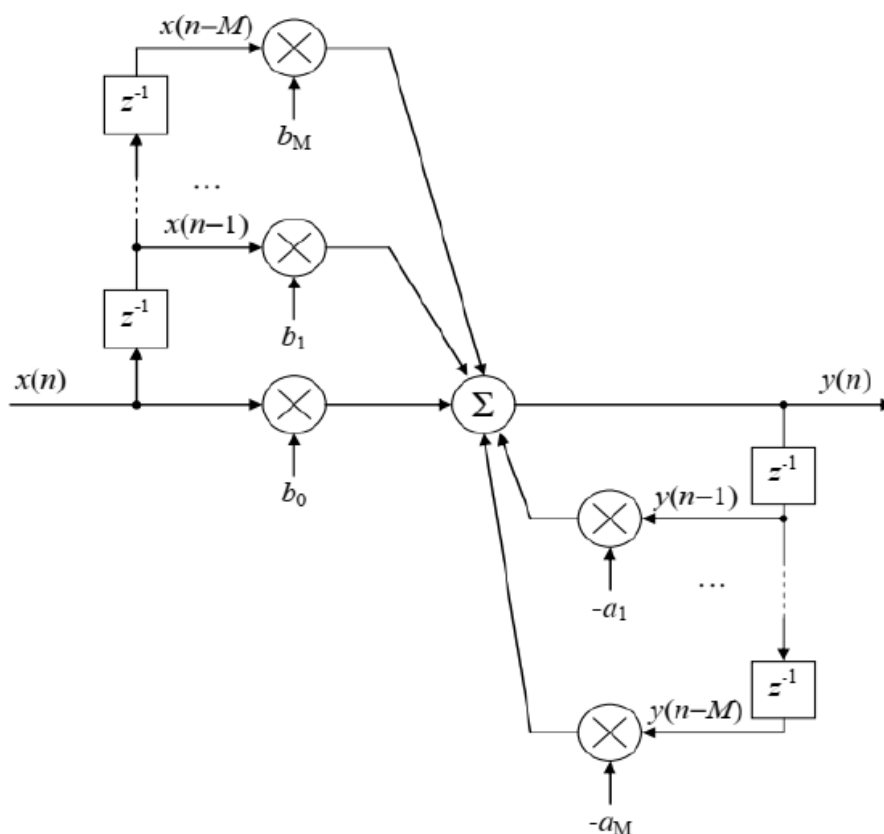 x(n−M)
z⁻¹
b_M
...
x(n−1)
z⁻¹
b₁
x(n)
Σ
y(n)
b₀
z⁻¹
y(n−1)
-a₁
...
z⁻¹
y(n−M)
-a_M